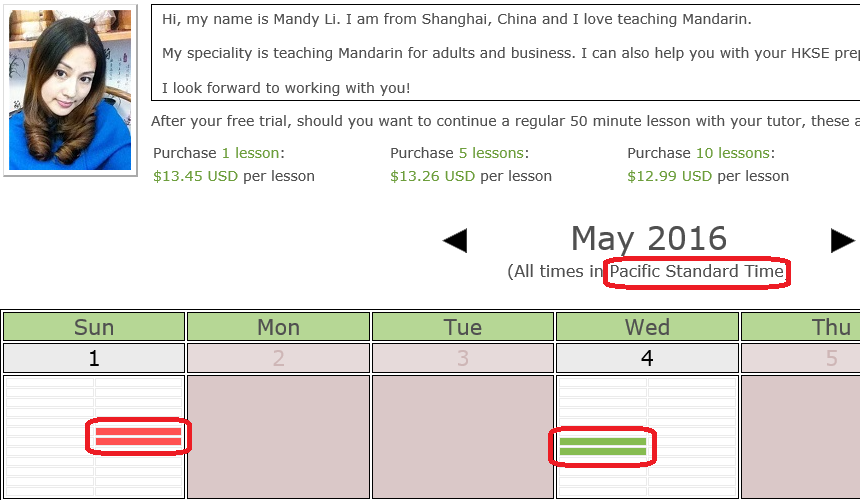 Hi, my name is Mandy Li. I am from Shanghai, China and I love teaching Mandarin.
My speciality is teaching Mandarin for adults and business. I can also help you with your HKSE prep
I look forward to working with you!
After your free trial, should you want to continue a regular 50 minute lesson with your tutor, these a
Purchase 1 lesson: Purchase 5 lessons: Purchase 10 lessons:
$13.45 USD per lesson $13.26 USD per lesson $12.99 USD per lesson
May 2016
(All times in Pacific Standard Time
Sun Mon Tue Wed Thu
1 2 3 4 5